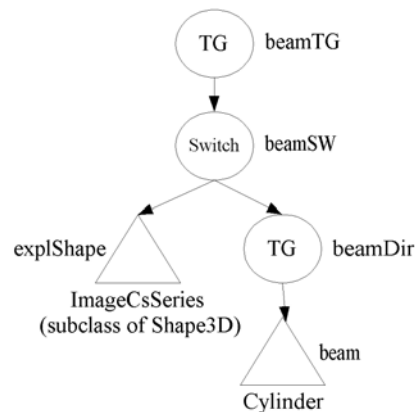 TG beamTG
Switch beamSW
explShape
TG beamDir
ImageCsSeries
(subclass of Shape3D)
beam
Cylinder